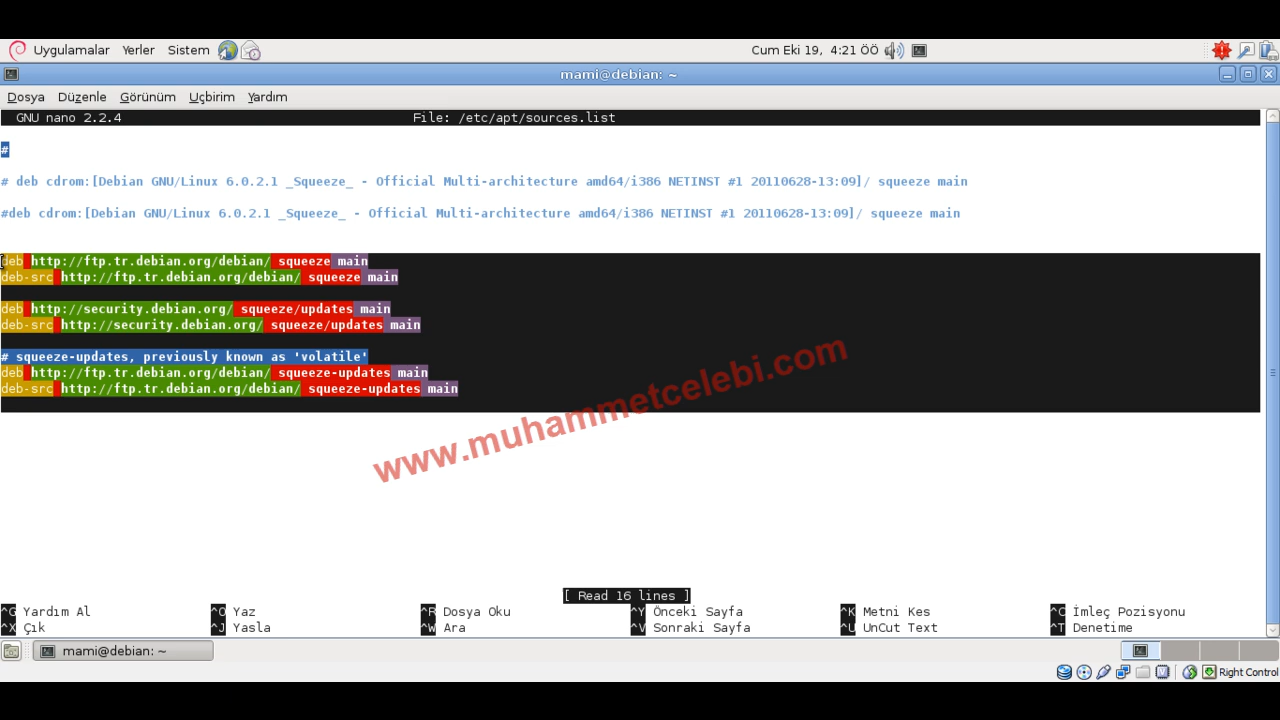 Uygulamalar Yerler Sistem Cum Eki 19, 4:21 ÖÖ
mami@debian: ~
Dosya Düzenle Görünüm Uçbirim Yardım
GNU nano 2.2.4 File: /etc/apt/sources.list
#
# deb cdrom:[Debian GNU/Linux 6.0.2.1 _Squeeze_ - Official Multi-architecture amd64/i386 NETINST #1 20110628-13:09]/ squeeze main
#deb cdrom:[Debian GNU/Linux 6.0.2.1 _Squeeze_ - Official Multi-architecture amd64/i386 NETINST #1 20110628-13:09]/ squeeze main
deb http://ftp.tr.debian.org/debian/ squeeze main
deb-src http://ftp.tr.debian.org/debian/ squeeze main
deb http://security.debian.org/ squeeze/updates main
deb-src http://security.debian.org/ squeeze/updates main
# squeeze-updates, previously known as 'volatile'
deb http://ftp.tr.debian.org/debian/ squeeze-updates main
deb-src http://ftp.tr.debian.org/debian/ squeeze-updates main
www.muhammetcelebi.com
[ Read 16 lines ]
^G Yardım Al ^O Yaz ^R Dosya Oku ^Y Önceki Sayfa ^K Metni Kes ^C İmleç Pozisyonu
^X Çık ^J Yasla ^W Ara ^V Sonraki Sayfa ^U UnCut Text ^T Denetime
mami@debian: ~
Right Control